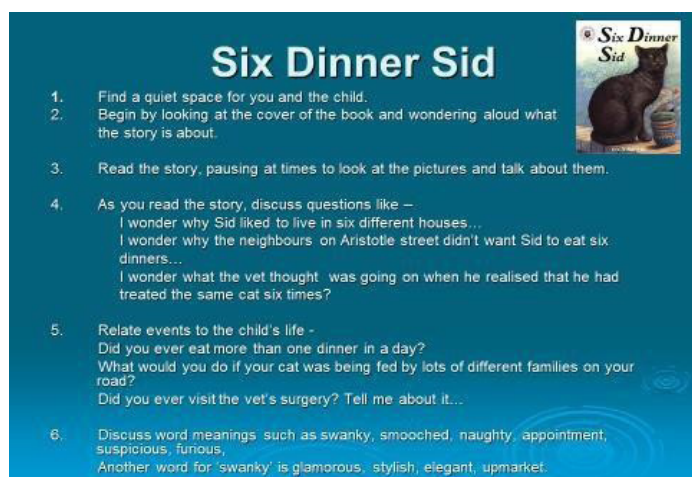 Six Dinner Sid
Six Dinner
Sid
1. Find a quiet space for you and the child.
2. Begin by looking at the cover of the book and wondering aloud what
the story is about.
3. Read the story, pausing at times to look at the pictures and talk about them.
4. As you read the story, discuss questions like –
I wonder why Sid liked to live in six different houses…
I wonder why the neighbours on Aristotle street didn't want Sid to eat six
dinners…
I wonder what the vet thought was going on when he realised that he had
treated the same cat six times?
5. Relate events to the child's life -
Did you ever eat more than one dinner in a day?
What would you do if your cat was being fed by lots of different families on your
road?
Did you ever visit the vet's surgery? Tell me about it…
6. Discuss word meanings such as swanky, smooched, naughty, appointment,
suspicious, furious,
Another word for 'swanky' is glamorous, stylish, elegant, upmarket.